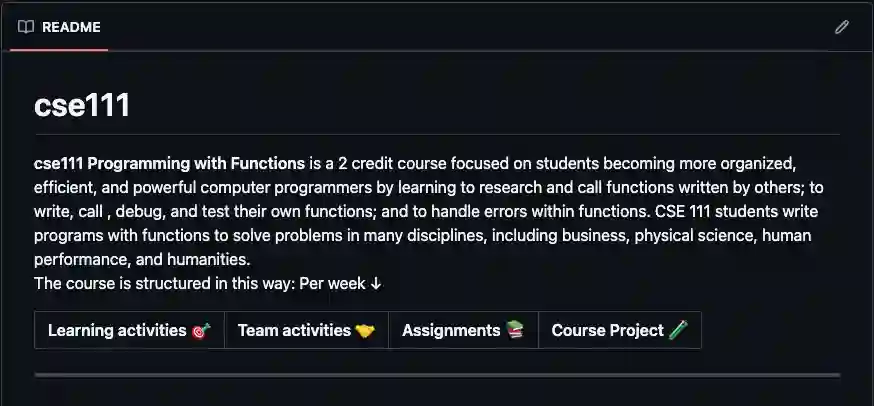 README
cse111
cse111 Programming with Functions is a 2 credit course focused on students becoming more organized,
efficient, and powerful computer programmers by learning to research and call functions written by others; to
write, call , debug, and test their own functions; and to handle errors within functions. CSE 111 students write
programs with functions to solve problems in many disciplines, including business, physical science, human
performance, and humanities.
The course is structured in this way: Per week ↓
Learning activities 🎯 Team activities 🤝 Assignments 📚 Course Project 🧪